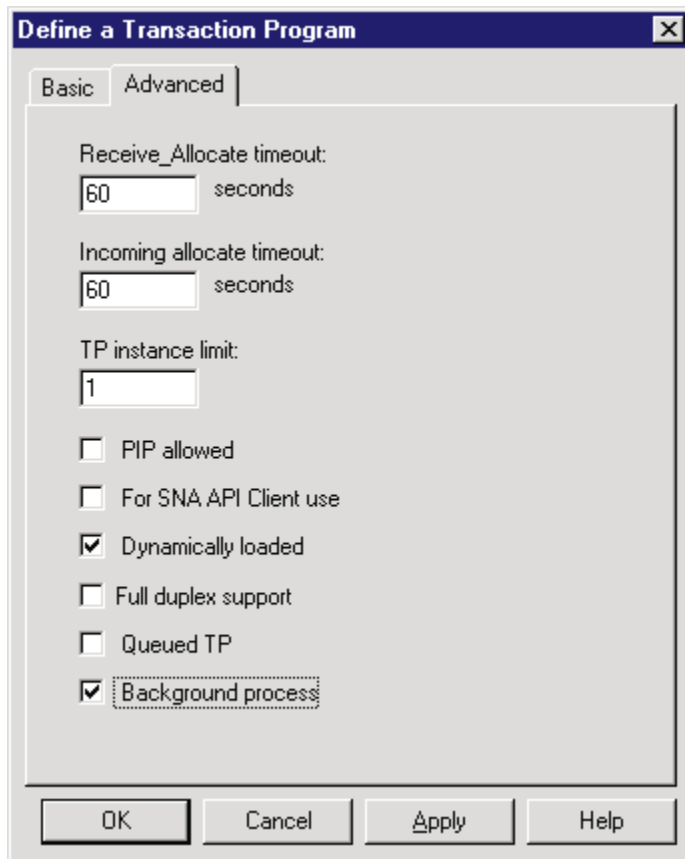 Define a Transaction Program
Basic Advanced
Receive_Allocate timeout:
60 seconds
Incoming allocate timeout:
60 seconds
TP instance limit:
1
PIP allowed
For SNA API Client use
Dynamically loaded
Full duplex support
Queued TP
Background process
OK Cancel Apply Help